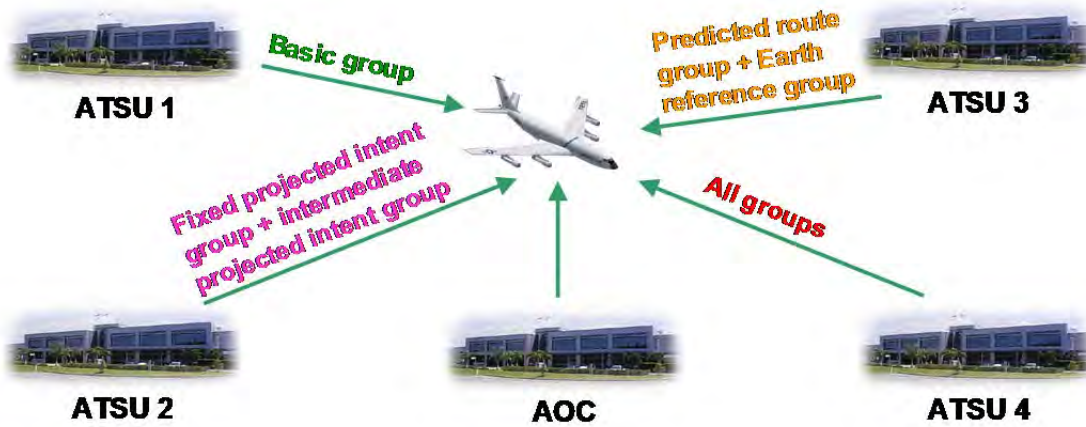 Basic group
ATSU 1
Predicted route
group + Earth
reference group
ATSU 3
Fixed projected intent
group + intermediate
projected intent group
ATSU 2
AOC
All groups
ATSU 4